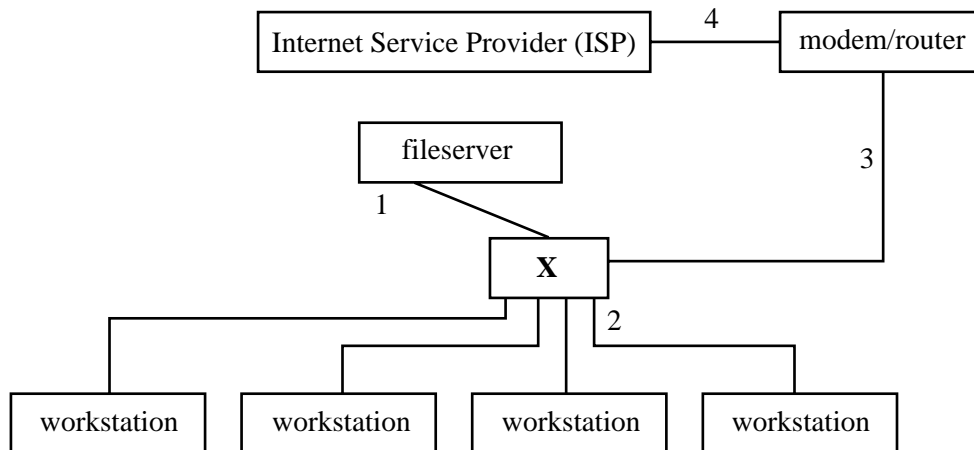 Internet Service Provider (ISP)
4
modem/router
fileserver
3
1
X
2
workstation
workstation
workstation
workstation